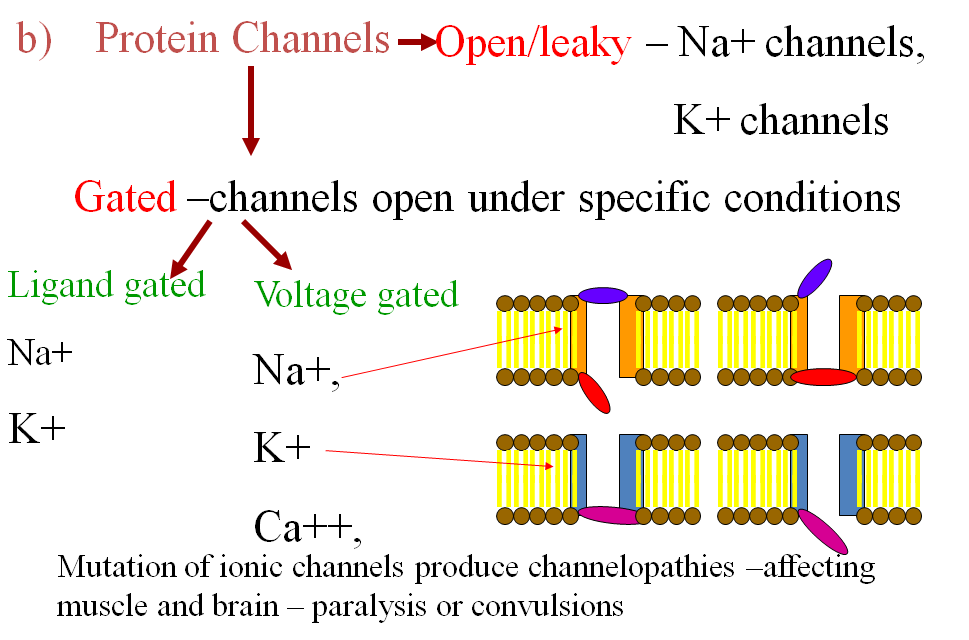 b) Protein Channels Open/leaky – Na+ channels,
K+ channels
Gated –channels open under specific conditions
Ligand gated
Na+
K+
Voltage gated
Na+,
K+
Ca++,
Mutation of ionic channels produce channelopathies –affecting
muscle and brain – paralysis or convulsions